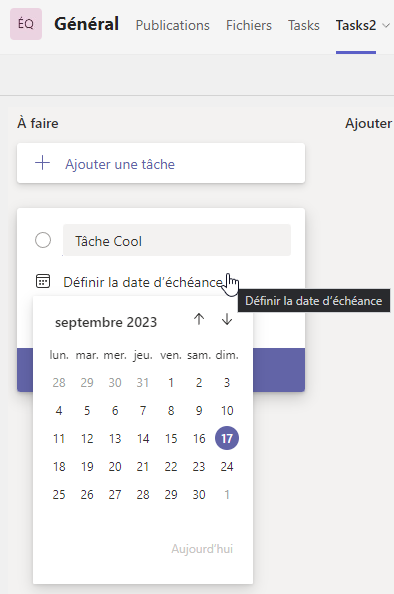 ÉQ Général Publications Fichiers Tasks Tasks2
À faire Ajouter
Ajouter une tâche
Tâche Cool
Définir la date d'échéance
Définir la date d'échéance
septembre 2023
lun. mar. mer. jeu. ven. sam. dim.
28 29 30 31 1 2 3
4 5 6 7 8 9 10
11 12 13 14 15 16 17
18 19 20 21 22 23 24
25 26 27 28 29 30 1
Aujourd'hui